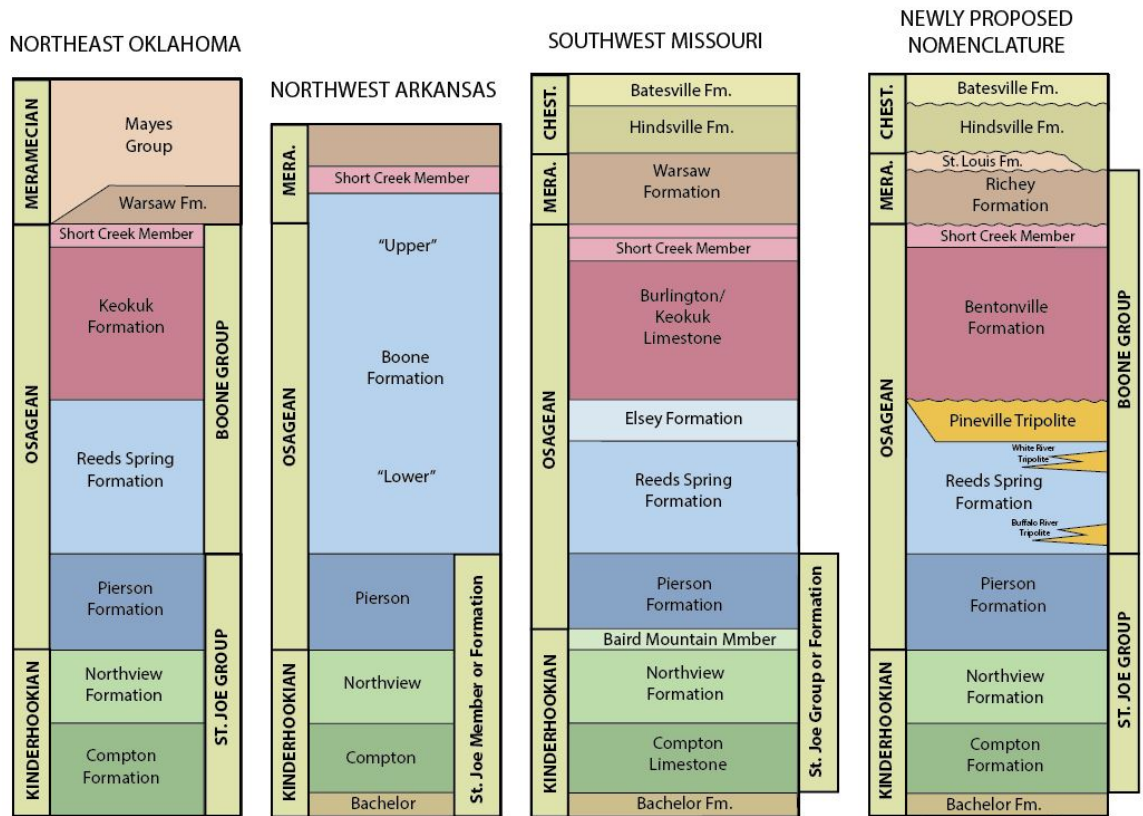 NORTHEAST OKLAHOMA
MERAMECIAN
OSAGEAN
KINDERHOOKIAN
Mayes
Group
Warsaw Fm.
Short Creek Member
Keokuk
Formation
Reeds Spring
Formation
Pierson
Formation
Northview
Formation
Compton
Formation
BOONE GROUP
ST. JOE GROUP
NORTHWEST ARKANSAS
MERA.
OSAGEAN
KINDERHOOKIAN
Short Creek Member
“Upper”
Boone
Formation
“Lower”
Pierson
Northview
Compton
Bachelor
St. Joe Member or Formation
SOUTHWEST MISSOURI
CHEST.
MERA.
OSAGEAN
KINDERHOOKIAN
Batesville Fm.
Hindsville Fm.
Warsaw
Formation
Short Creek Member
Burlington/
Keokuk
Limestone
Elsey Formation
Reeds Spring
Formation
Pierson
Formation
Baird Mountain Mmber
Northview
Formation
Compton
Limestone
Bachelor Fm.
St. Joe Group or Formation
NEWLY PROPOSED
NOMENCLATURE
CHEST.
MERA.
OSAGEAN
KINDERHOOKIAN
Batesville Fm.
Hindsville Fm.
St. Louis Fm.
Richey
Formation
Short Creek Member
Bentonville
Formation
Pineville Tripolite
White River
Tripolite
Reeds Spring
Formation
Buffalo River
Tripolite
Pierson
Formation
Northview
Formation
Compton
Formation
Bachelor Fm.
BOONE GROUP
ST. JOE GROUP